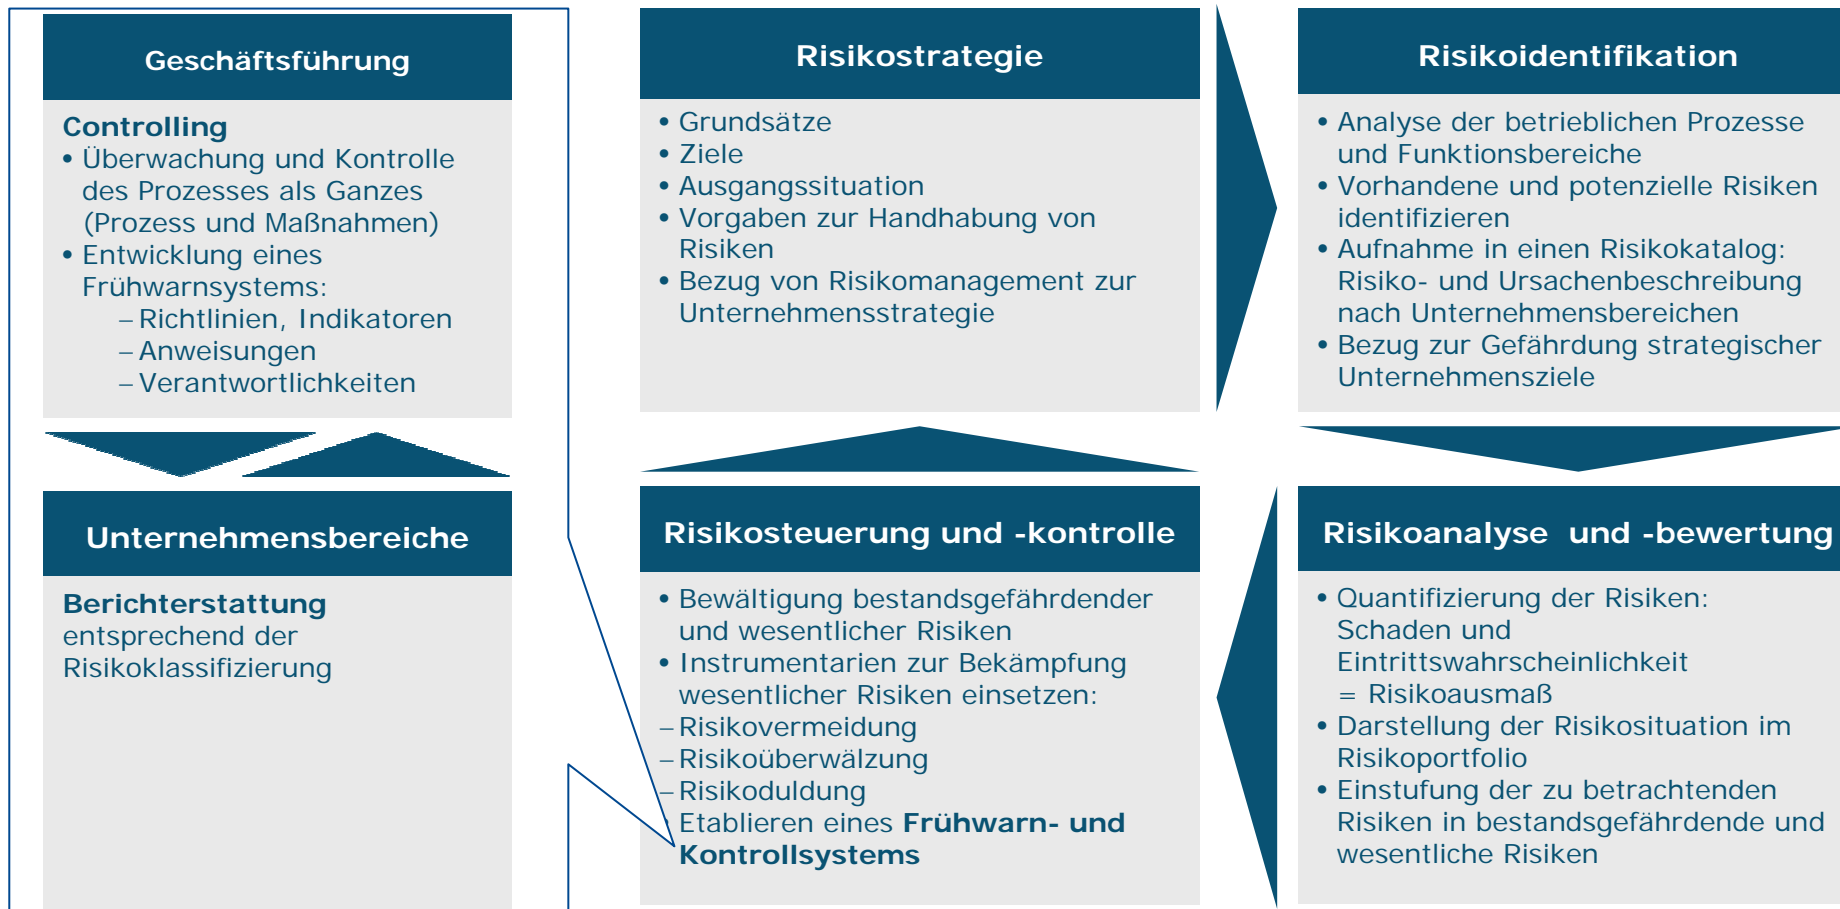 Geschäftsführung
Controlling
• Überwachung und Kontrolle
des Prozesses als Ganzes
(Prozess und Maßnahmen)
• Entwicklung eines
Frühwarnsystems:
– Richtlinien, Indikatoren
– Anweisungen
– Verantwortlichkeiten
Unternehmensbereiche
Berichterstattung
entsprechend der
Risikoklassifizierung
Risikostrategie
• Grundsätze
• Ziele
• Ausgangssituation
• Vorgaben zur Handhabung von
Risiken
• Bezug von Risikomanagement zur
Unternehmensstrategie
Risikoidentifikation
• Analyse der betrieblichen Prozesse
und Funktionsbereiche
• Vorhandene und potenzielle Risiken
identifizieren
• Aufnahme in einen Risikokatalog:
Risiko- und Ursachenbeschreibung
nach Unternehmensbereichen
• Bezug zur Gefährdung strategischer
Unternehmensziele
Risikosteuerung und -kontrolle
• Bewältigung bestandsgefährdender
und wesentlicher Risiken
• Instrumentarien zur Bekämpfung
wesentlicher Risiken einsetzen:
– Risikovermeidung
– Risikoüberwälzung
– Risikoduldung
• Etablieren eines Frühwarn- und
Kontrollsystems
Risikoanalyse und -bewertung
• Quantifizierung der Risiken:
Schaden und
Eintrittswahrscheinlichkeit
= Risikoausmaß
• Darstellung der Risikosituation im
Risikoportfolio
• Einstufung der zu betrachtenden
Risiken in bestandsgefährdende und
wesentliche Risiken